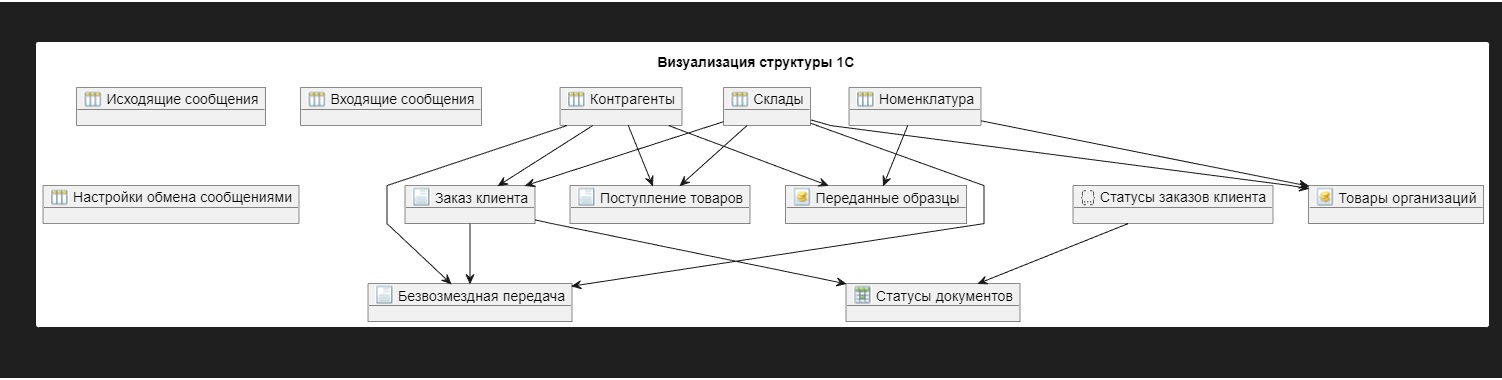 Визуализация структуры 1С
Исходящие сообщения
Входящие сообщения
Контрагенты
Склады
Номенклатура
Настройки обмена сообщениями
Заказ клиента
Поступление товаров
Переданные образцы
Статусы заказов клиента
Товары организаций
Безвозмездная передача
Статусы документов